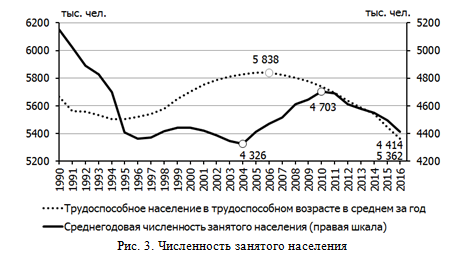 тыс. чел. тыс. чел.
6200 5200
5 838
6000 5000
5800 4800
5600 4600
4 703
5400 4400
4 326
4 414
5 362
5200 4200
1990 1991 1992 1993 1994 1995 1996 1997 1998 1999 2000 2001 2002 2003 2004 2005 2006 2007 2008 2009 2010 2011 2012 2013 2014 2015 2016
Трудоспособное население в трудоспособном возрасте в среднем за год
Среднегодовая численность занятого населения (правая шкала)
Рис. 3. Численность занятого населения